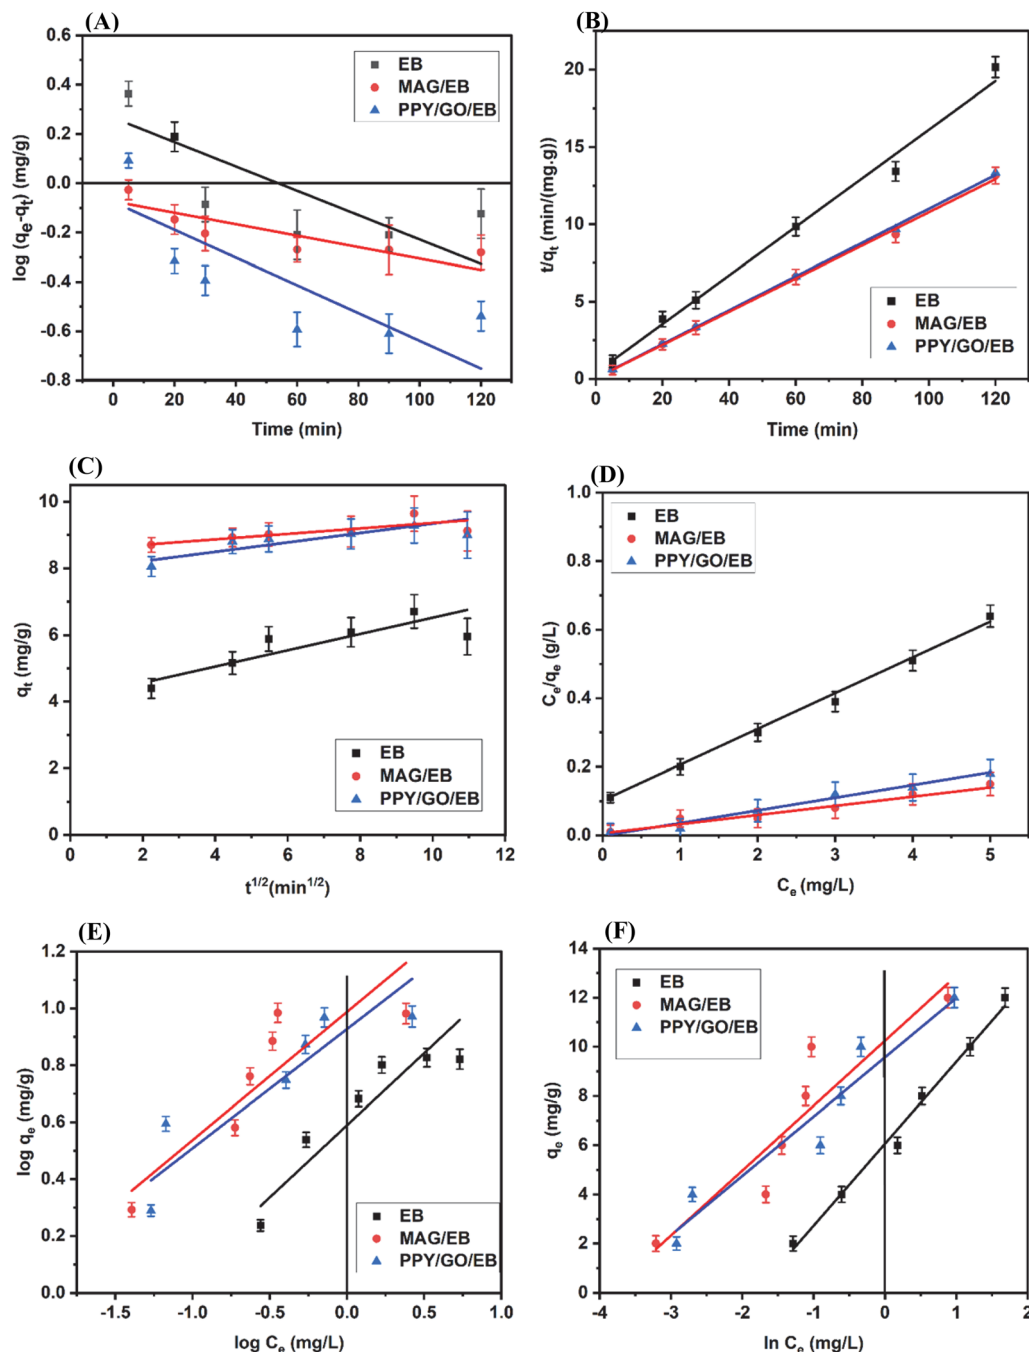 (A)
log (qe-qt) (mg/g)
0.4
0.2
0.0
-0.2
-0.4
-0.6
-0.8
EB
MAG/EB
PPY/GO/EB
0 20 40 60 80 100 120
Time (min)
(B)
t/qt (min/(mg.g))
20
15
10
5
0
EB
MAG/EB
PPY/GO/EB
0 20 40 60 80 100 120
Time (min)
(C)
qt (mg/g)
10
8
6
4
2
0
EB
MAG/EB
PPY/GO/EB
0 2 4 6 8 10 12
t1/2(min1/2)
(D)
Ce/qe (g/L)
1.0
0.8
0.6
0.4
0.2
0.0
EB
MAG/EB
PPY/GO/EB
0 1 2 3 4 5
Ce (mg/L)
(E)
log qe (mg/g)
1.2
1.0
0.8
0.6
0.4
0.2
0.0
EB
MAG/EB
PPY/GO/EB
-1.5 -1.0 -0.5 0.0 0.5 1.0
log Ce (mg/L)
(F)
qe (mg/g)
14
12
10
8
6
4
2
0
EB
MAG/EB
PPY/GO/EB
-4 -3 -2 -1 0 1 2
ln Ce (mg/L)